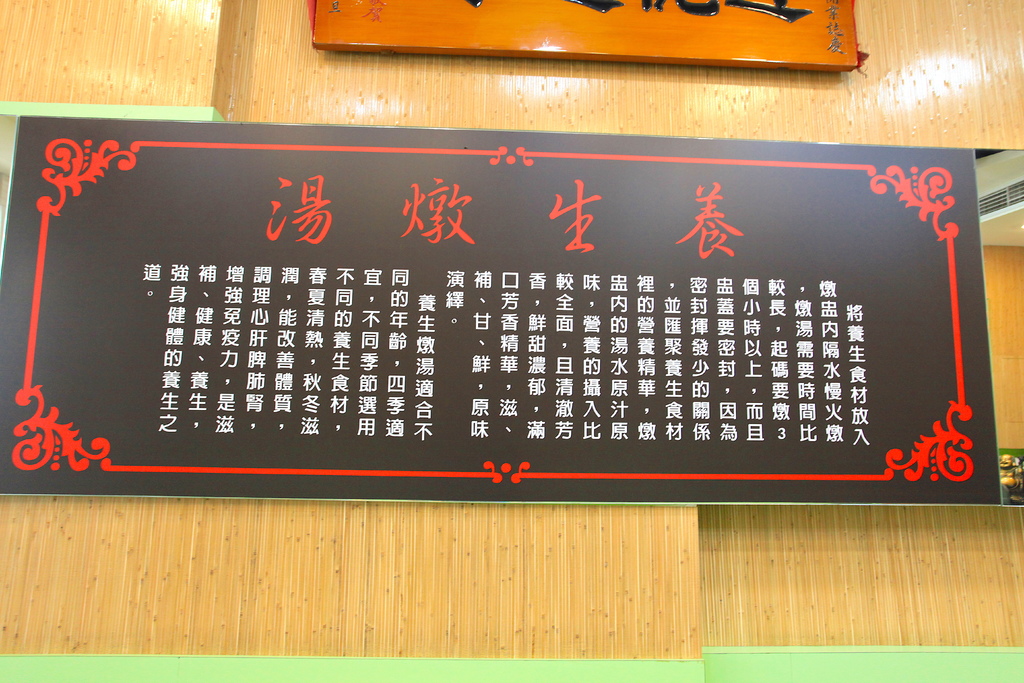 養生燉湯
將養生食材放入
燉盅內隔水慢火燉
，燉湯需要時間比
較長，起碼要燉3
個小時以上，而且
盅蓋要密封，因為
密封揮發少的關係
，並匯聚養生食材
裡的營養精華，燉
盅內的湯水原汁原
味，營養的攝入比
較全面，且清澈芳
香，鮮甜濃郁，滿
口芳香精華，滋、
補、甘、鮮，原味
演繹。
養生燉湯適合不
同的年齡，四季適
宜，不同季節選用
不同的養生食材，
春夏清熱，秋冬滋
潤，能改善體質，
調理心肝脾肺腎，
增強免疫力，是滋
補、健康、養生，
強身健體的養生之
道。